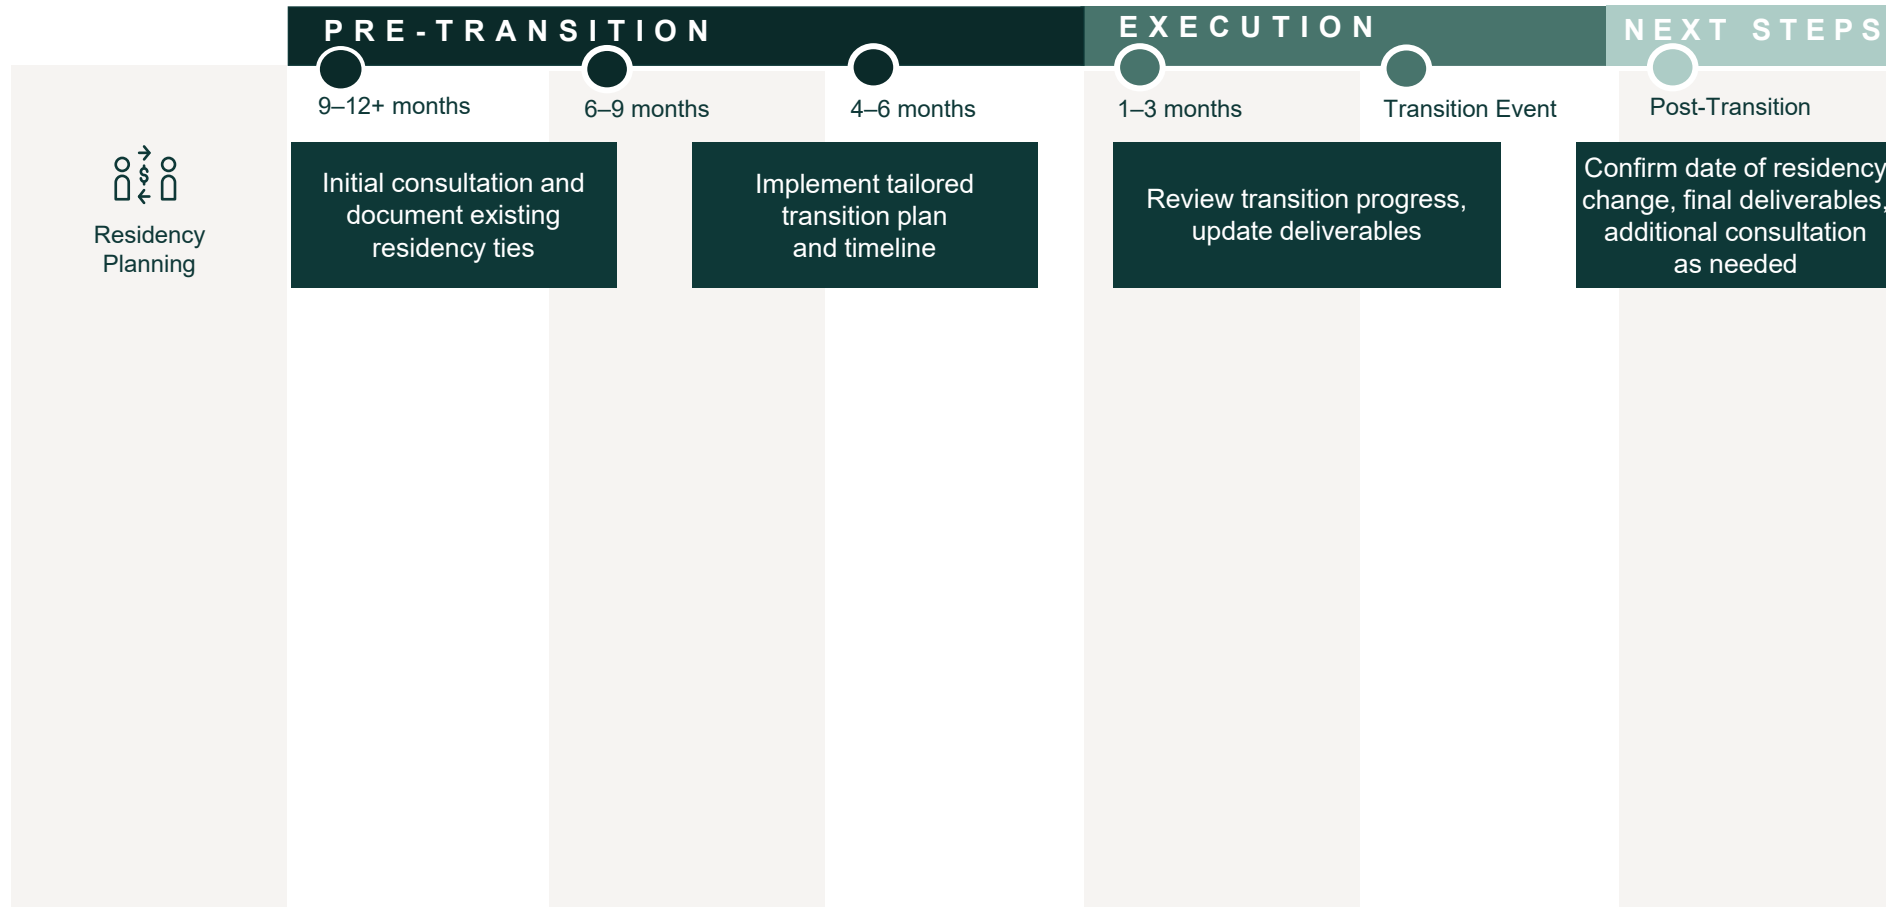 PRE-TRANSITION
EXECUTION
NEXT STEPS
9–12+ months
6–9 months
4–6 months
1–3 months
Transition Event
Post-Transition
$
Residency
Planning
Initial consultation and
document existing
residency ties
Implement tailored
transition plan
and timeline
Review transition progress,
update deliverables
Confirm date of residency
change, final deliverables,
additional consultation
as needed